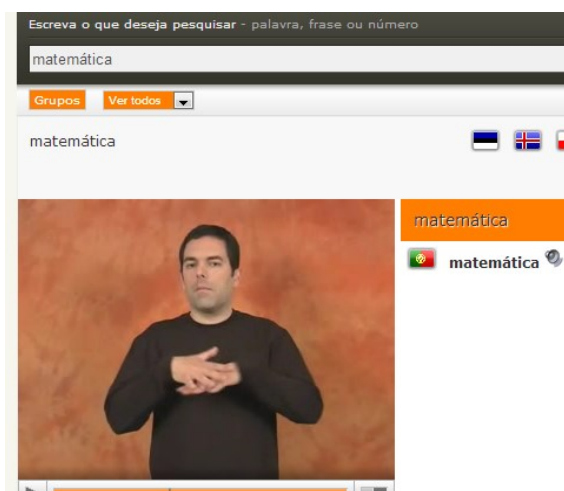 Escreva o que deseja pesquisar - palavra, frase ou número
matemática
Grupos Ver todos
matemática
matemática
matemática